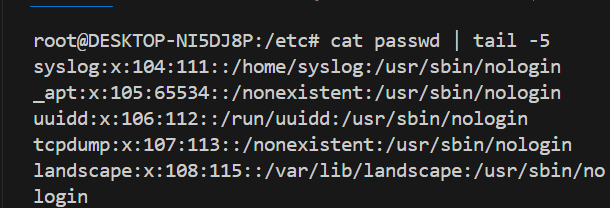 root@DESKTOP-NI5DJ8P:/etc# cat passwd | tail -5
syslog:x:104:111::/home/syslog:/usr/sbin/nologin
_apt:x:105:65534::/nonexistent:/usr/sbin/nologin
uuidd:x:106:112::/run/uuidd:/usr/sbin/nologin
tcpdump:x:107:113::/nonexistent:/usr/sbin/nologin
landscape:x:108:115::/var/lib/landscape:/usr/sbin/no
login